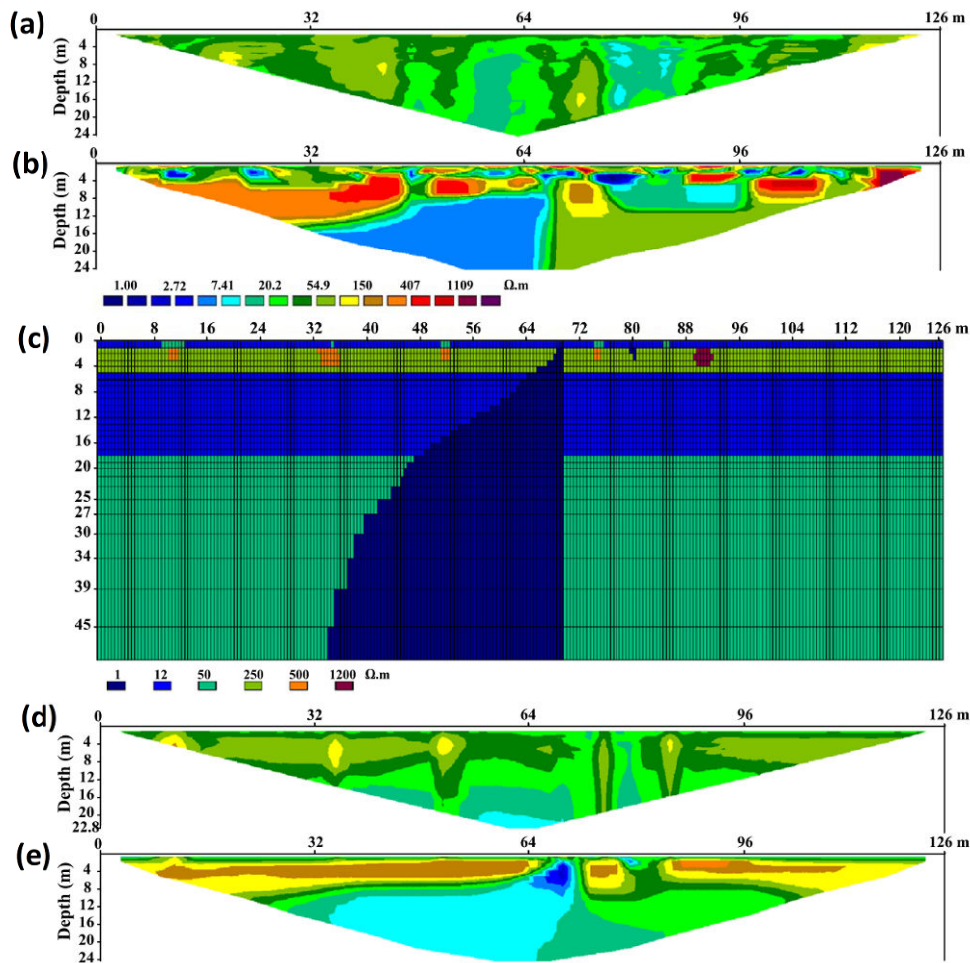 (a)
0 32 64 96 126 m
Depth (m)
4
8
12
16
20
24
(b)
0 32 64 96 126 m
Depth (m)
4
8
12
16
20
24
1.00 2.72 7.41 20.2 54.9 150 407 1109 Ω.m
(c)
0 8 16 24 32 40 48 56 64 72 80 88 96 104 112 120 126 m
0
4
8
12
16
20
25
27
30
34
39
45
1 12 50 250 500 1200 Ω.m
(d)
0 32 64 96 126 m
Depth (m)
4
8
12
16
20
22.8
(e)
0 32 64 96 126 m
Depth (m)
4
8
12
16
20
24